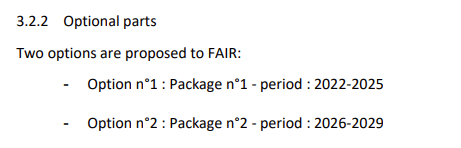 3.2.2 Optional parts
Two options are proposed to FAIR:
- Option n°1 : Package n°1 - period : 2022-2025
- Option n°2 : Package n°2 - period : 2026-2029